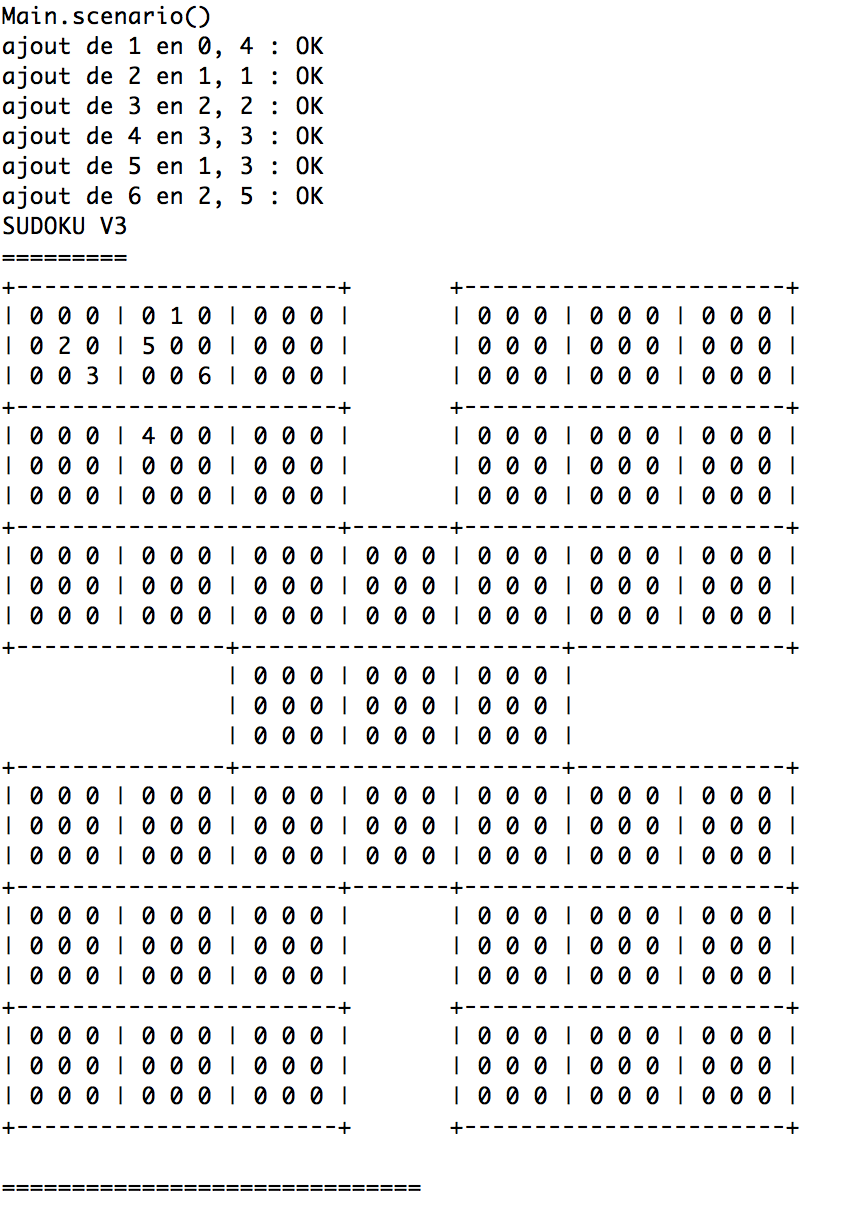 Main.scenario()
ajout de 1 en 0, 4 : OK
ajout de 2 en 1, 1 : OK
ajout de 3 en 2, 2 : OK
ajout de 4 en 3, 3 : OK
ajout de 5 en 1, 3 : OK
ajout de 6 en 2, 5 : OK
SUDOKU V3
=========
+-----------------------+       +-----------------------+
| 0 0 0 | 0 1 0 | 0 0 0 |       | 0 0 0 | 0 0 0 | 0 0 0 |
| 0 2 0 | 5 0 0 | 0 0 0 |       | 0 0 0 | 0 0 0 | 0 0 0 |
| 0 0 3 | 0 0 6 | 0 0 0 |       | 0 0 0 | 0 0 0 | 0 0 0 |
+-----------------------+       +-----------------------+
| 0 0 0 | 4 0 0 | 0 0 0 |       | 0 0 0 | 0 0 0 | 0 0 0 |
| 0 0 0 | 0 0 0 | 0 0 0 |       | 0 0 0 | 0 0 0 | 0 0 0 |
| 0 0 0 | 0 0 0 | 0 0 0 |       | 0 0 0 | 0 0 0 | 0 0 0 |
+-----------------------+-------+-----------------------+
| 0 0 0 | 0 0 0 | 0 0 0 | 0 0 0 | 0 0 0 | 0 0 0 | 0 0 0 |
| 0 0 0 | 0 0 0 | 0 0 0 | 0 0 0 | 0 0 0 | 0 0 0 | 0 0 0 |
| 0 0 0 | 0 0 0 | 0 0 0 | 0 0 0 | 0 0 0 | 0 0 0 | 0 0 0 |
+---------------+-----------------------+---------------+
                | 0 0 0 | 0 0 0 | 0 0 0 |
                | 0 0 0 | 0 0 0 | 0 0 0 |
                | 0 0 0 | 0 0 0 | 0 0 0 |
+---------------+-----------------------+---------------+
| 0 0 0 | 0 0 0 | 0 0 0 | 0 0 0 | 0 0 0 | 0 0 0 | 0 0 0 |
| 0 0 0 | 0 0 0 | 0 0 0 | 0 0 0 | 0 0 0 | 0 0 0 | 0 0 0 |
| 0 0 0 | 0 0 0 | 0 0 0 | 0 0 0 | 0 0 0 | 0 0 0 | 0 0 0 |
+-----------------------+-------+-----------------------+
| 0 0 0 | 0 0 0 | 0 0 0 |       | 0 0 0 | 0 0 0 | 0 0 0 |
| 0 0 0 | 0 0 0 | 0 0 0 |       | 0 0 0 | 0 0 0 | 0 0 0 |
| 0 0 0 | 0 0 0 | 0 0 0 |       | 0 0 0 | 0 0 0 | 0 0 0 |
+-----------------------+       +-----------------------+
| 0 0 0 | 0 0 0 | 0 0 0 |       | 0 0 0 | 0 0 0 | 0 0 0 |
| 0 0 0 | 0 0 0 | 0 0 0 |       | 0 0 0 | 0 0 0 | 0 0 0 |
| 0 0 0 | 0 0 0 | 0 0 0 |       | 0 0 0 | 0 0 0 | 0 0 0 |
+-----------------------+       +-----------------------+

==============================